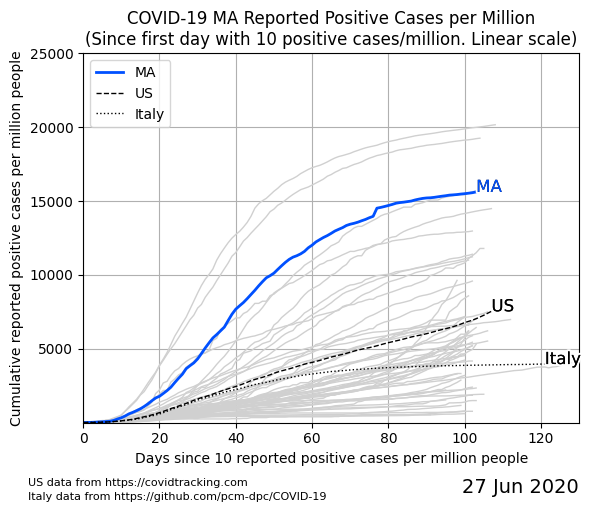 COVID-19 MA Reported Positive Cases per Million
(Since first day with 10 positive cases/million. Linear scale)
Cumulative reported positive cases per million people
25000
20000
15000
10000
5000
MA
US
Italy
MA
US
Italy
0
20
40
60
80
100
120
Days since 10 reported positive cases per million people
US data from https://covidtracking.com
Italy data from https://github.com/pcm-dpc/COVID-19
27 Jun 2020